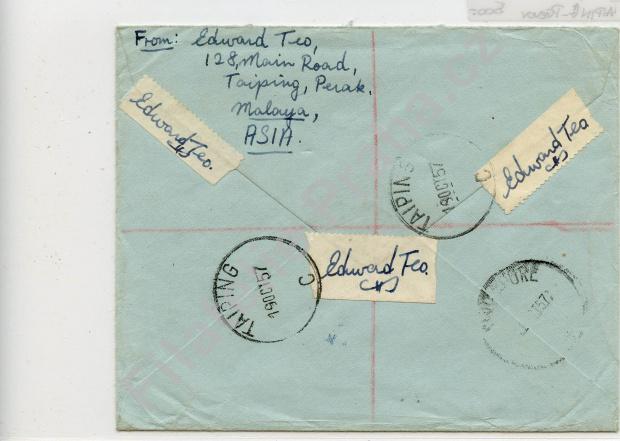 From: Edward Teo,
128, Main Road,
Taiping, Perak.
Malaya,
ASIA.
Edward Teo.
Edward Teo
Edward Teo.
TAIPING
C
19 OC 57
TAIPING
C
19 OC 57